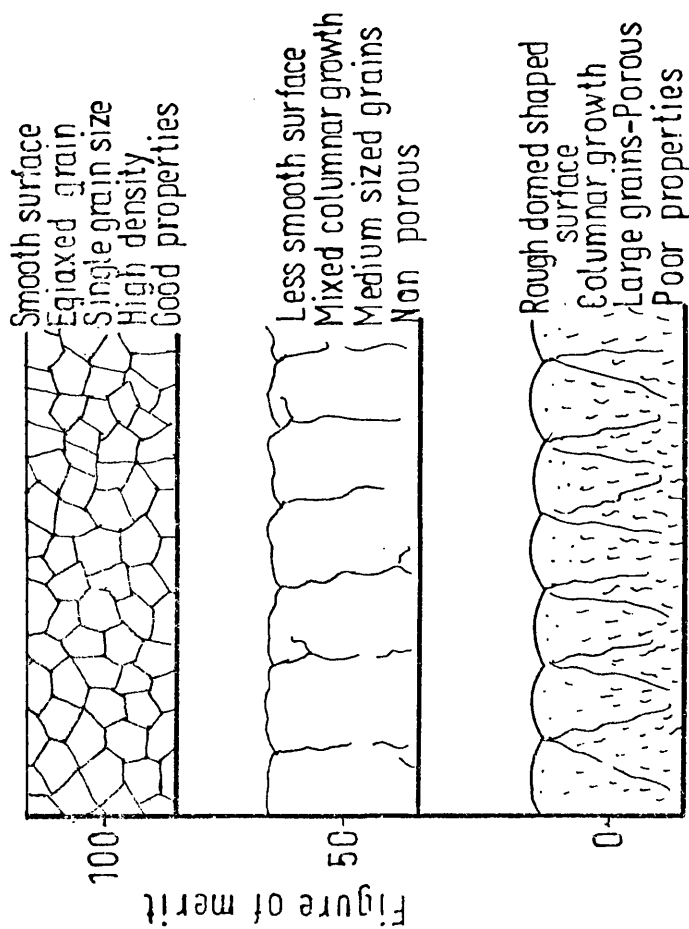 Smooth surface
Eqiaxed grain
Single grain size
High density
Good properties
Less smooth surface
Mixed columnar growth
Medium sized grains
Non porous
Rough domed shaped
surface
Columnar growth
Large grains-Porous
Poor properties
100
50
0
Figure of merit